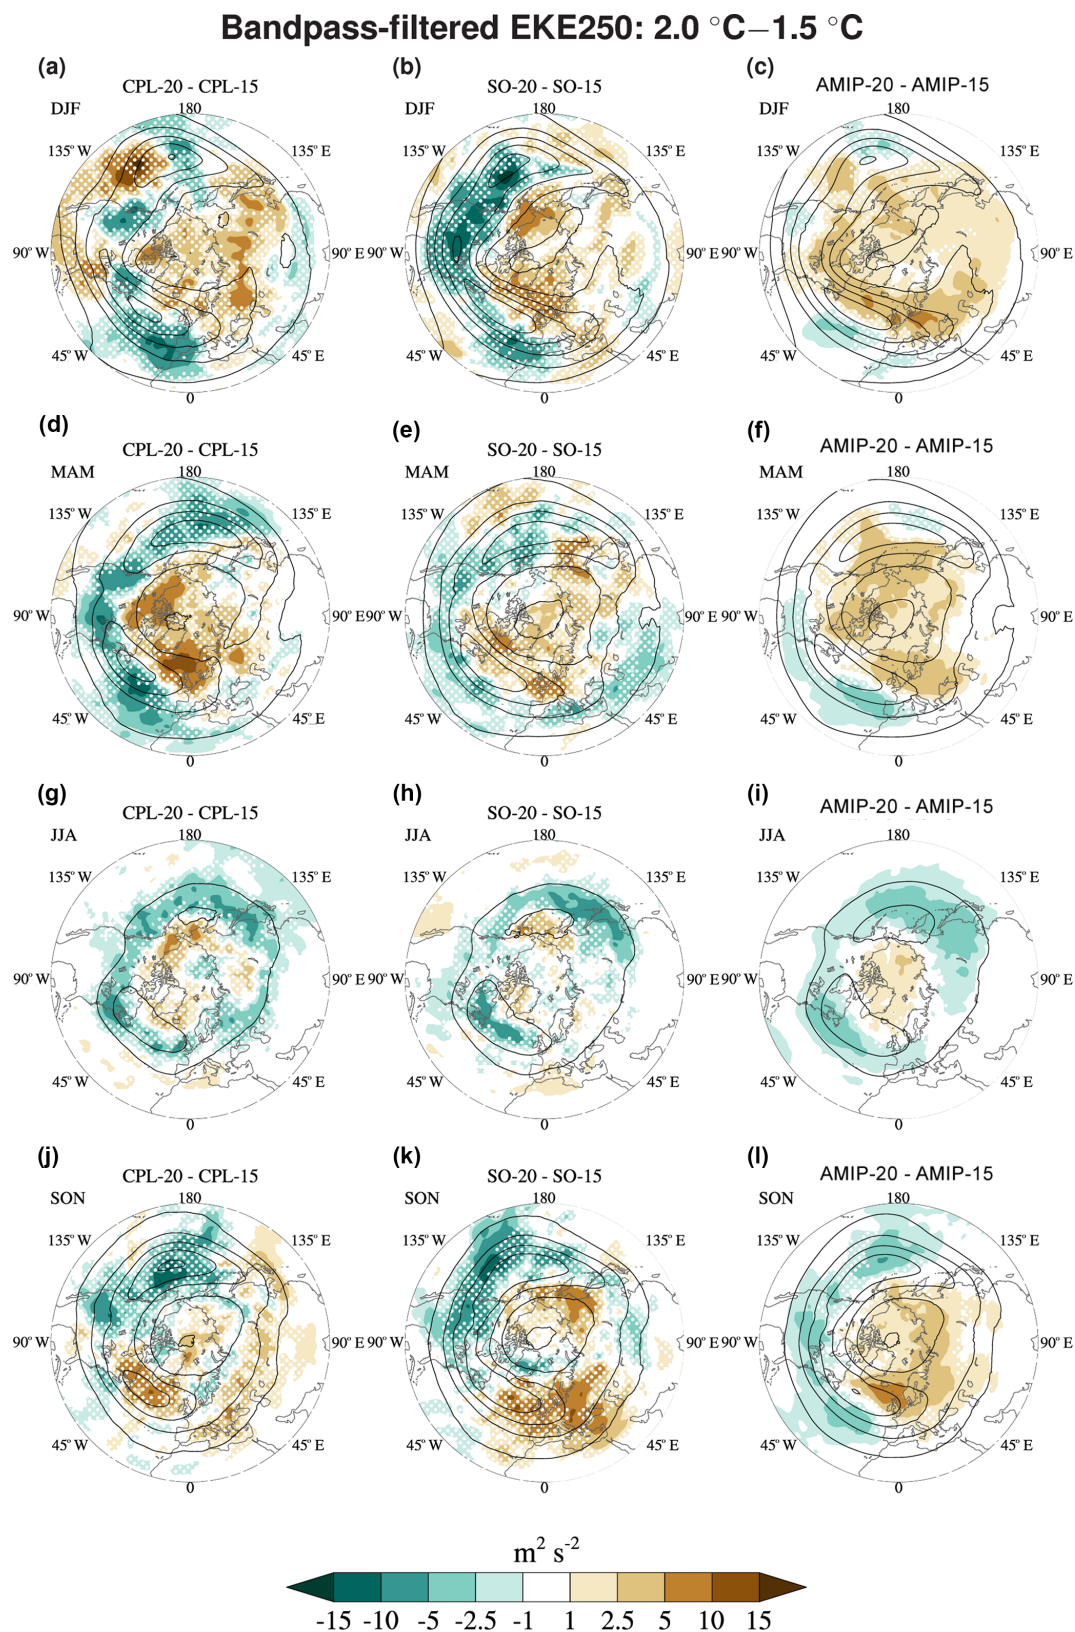 Bandpass-filtered EKE250: 2.0 °C–1.5 °C
(a) CPL-20 - CPL-15
DJF 180
135° W 135° E
90° W 90° E
45° W 45° E
0
(b) SO-20 - SO-15
DJF 180
135° W 135° E
90° W 90° E
45° W 45° E
0
(c) AMIP-20 - AMIP-15
DJF 180
135° W 135° E
90° W 90° E
45° W 45° E
0
(d) CPL-20 - CPL-15
MAM 180
135° W 135° E
90° W 90° E
45° W 45° E
0
(e) SO-20 - SO-15
MAM 180
135° W 135° E
90° W 90° E
45° W 45° E
0
(f) AMIP-20 - AMIP-15
MAM 180
135° W 135° E
90° W 90° E
45° W 45° E
0
(g) CPL-20 - CPL-15
JJA 180
135° W 135° E
90° W 90° E
45° W 45° E
0
(h) SO-20 - SO-15
JJA 180
135° W 135° E
90° W 90° E
45° W 45° E
0
(i) AMIP-20 - AMIP-15
JJA 180
135° W 135° E
90° W 90° E
45° W 45° E
0
(j) CPL-20 - CPL-15
SON 180
135° W 135° E
90° W 90° E
45° W 45° E
0
(k) SO-20 - SO-15
SON 180
135° W 135° E
90° W 90° E
45° W 45° E
0
(l) AMIP-20 - AMIP-15
SON 180
135° W 135° E
90° W 90° E
45° W 45° E
0
m² s⁻²
-15 -10 -5 -2.5 -1 1 2.5 5 10 15